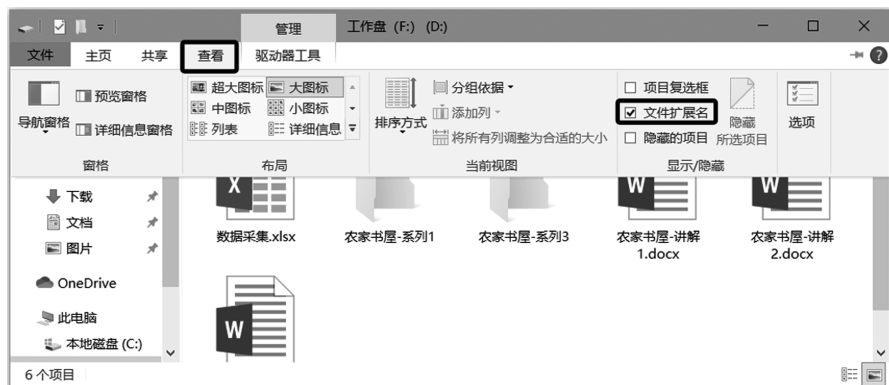 管理
工作盘 (F:) (D:)
文件
主页
共享
查看
驱动器工具
导航窗格
预览窗格
详细信息窗格
窗格
超大图标
大图标
中图标
小图标
列表
详细信息
布局
排序方式
分组依据
添加列
将所有列调整为合适的大小
当前视图
项目复选框
文件扩展名
隐藏的项目
隐藏
所选项目
显示/隐藏
选项
下载
文档
图片
OneDrive
此电脑
本地磁盘 (C:)
X
数据采集.xlsx
农家书屋-系列1
农家书屋-系列3
W
农家书屋-讲解
1.docx
W
农家书屋-讲解
2.docx
W
6 个项目